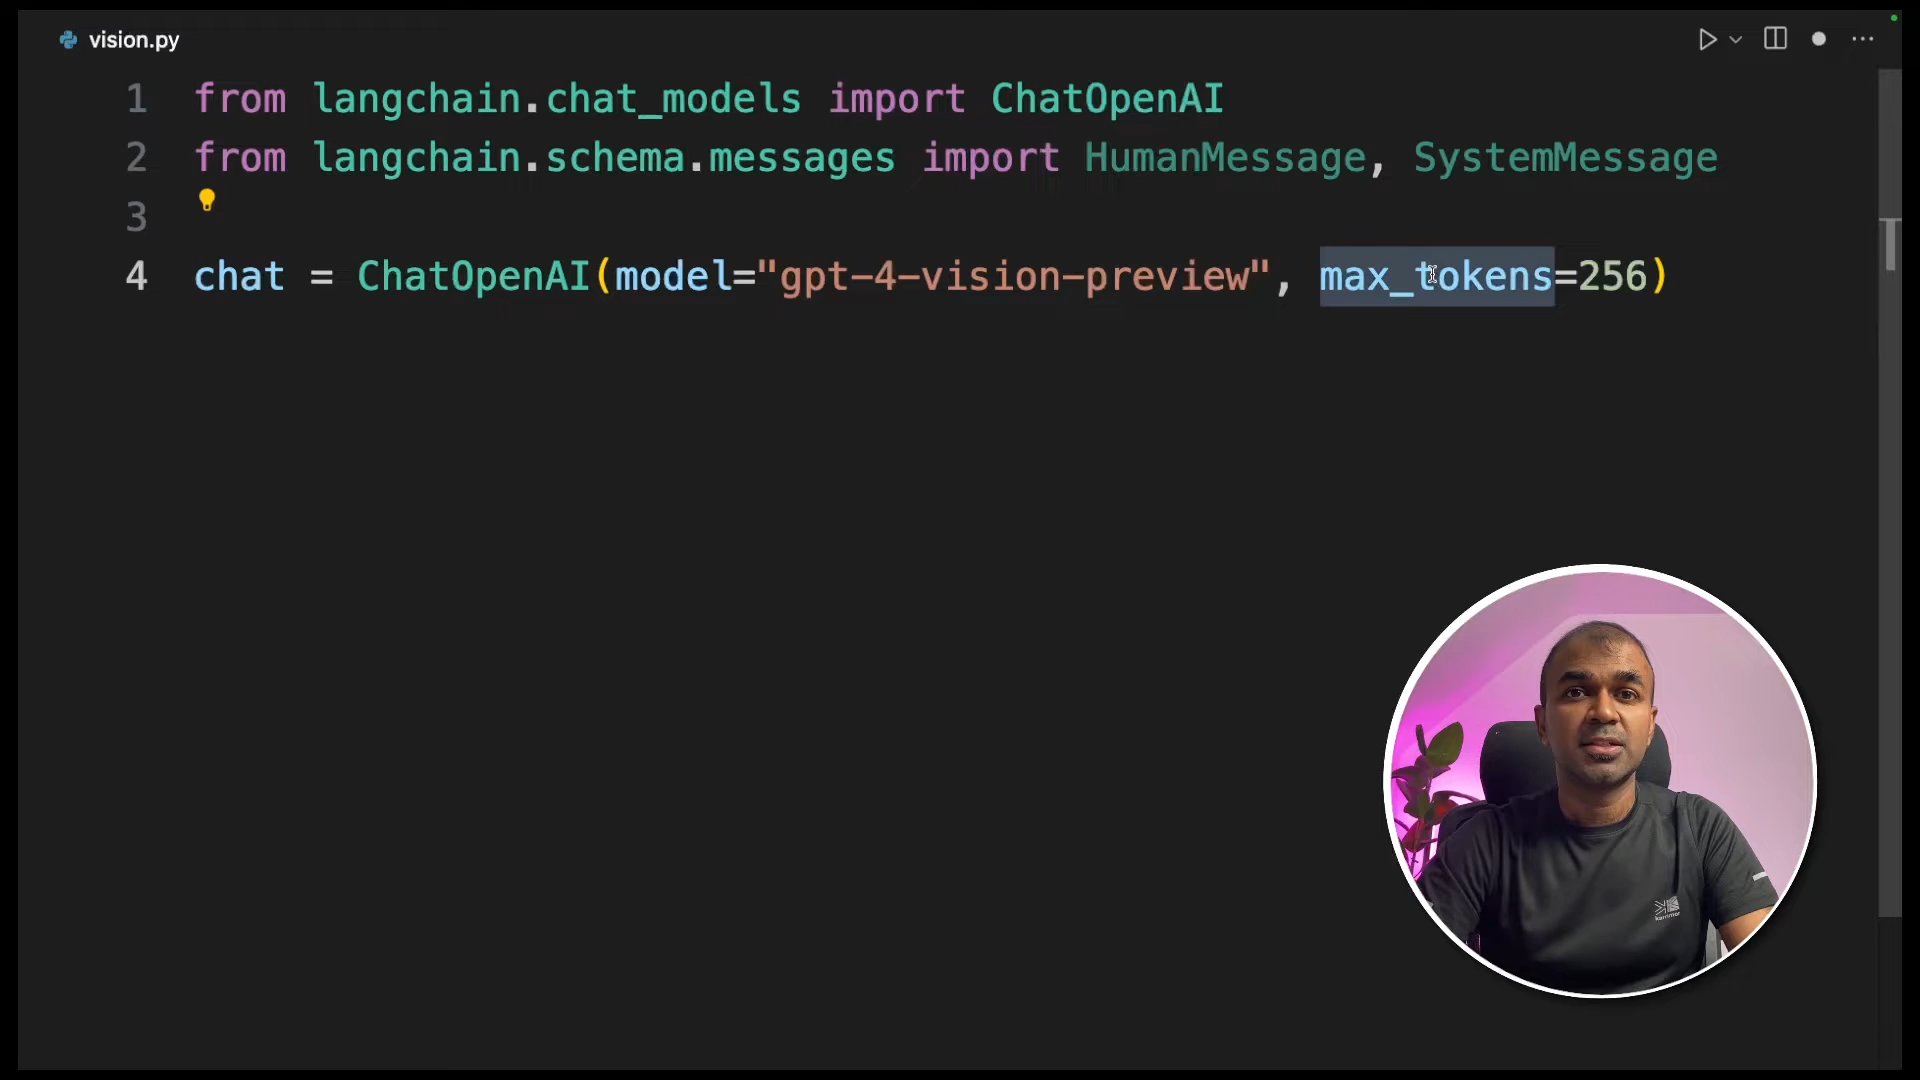 vision.py
1 from langchain.chat_models import ChatOpenAI
2 from langchain.schema.messages import HumanMessage, SystemMessage
3
4 chat = ChatOpenAI(model="gpt-4-vision-preview", max_tokens=256)